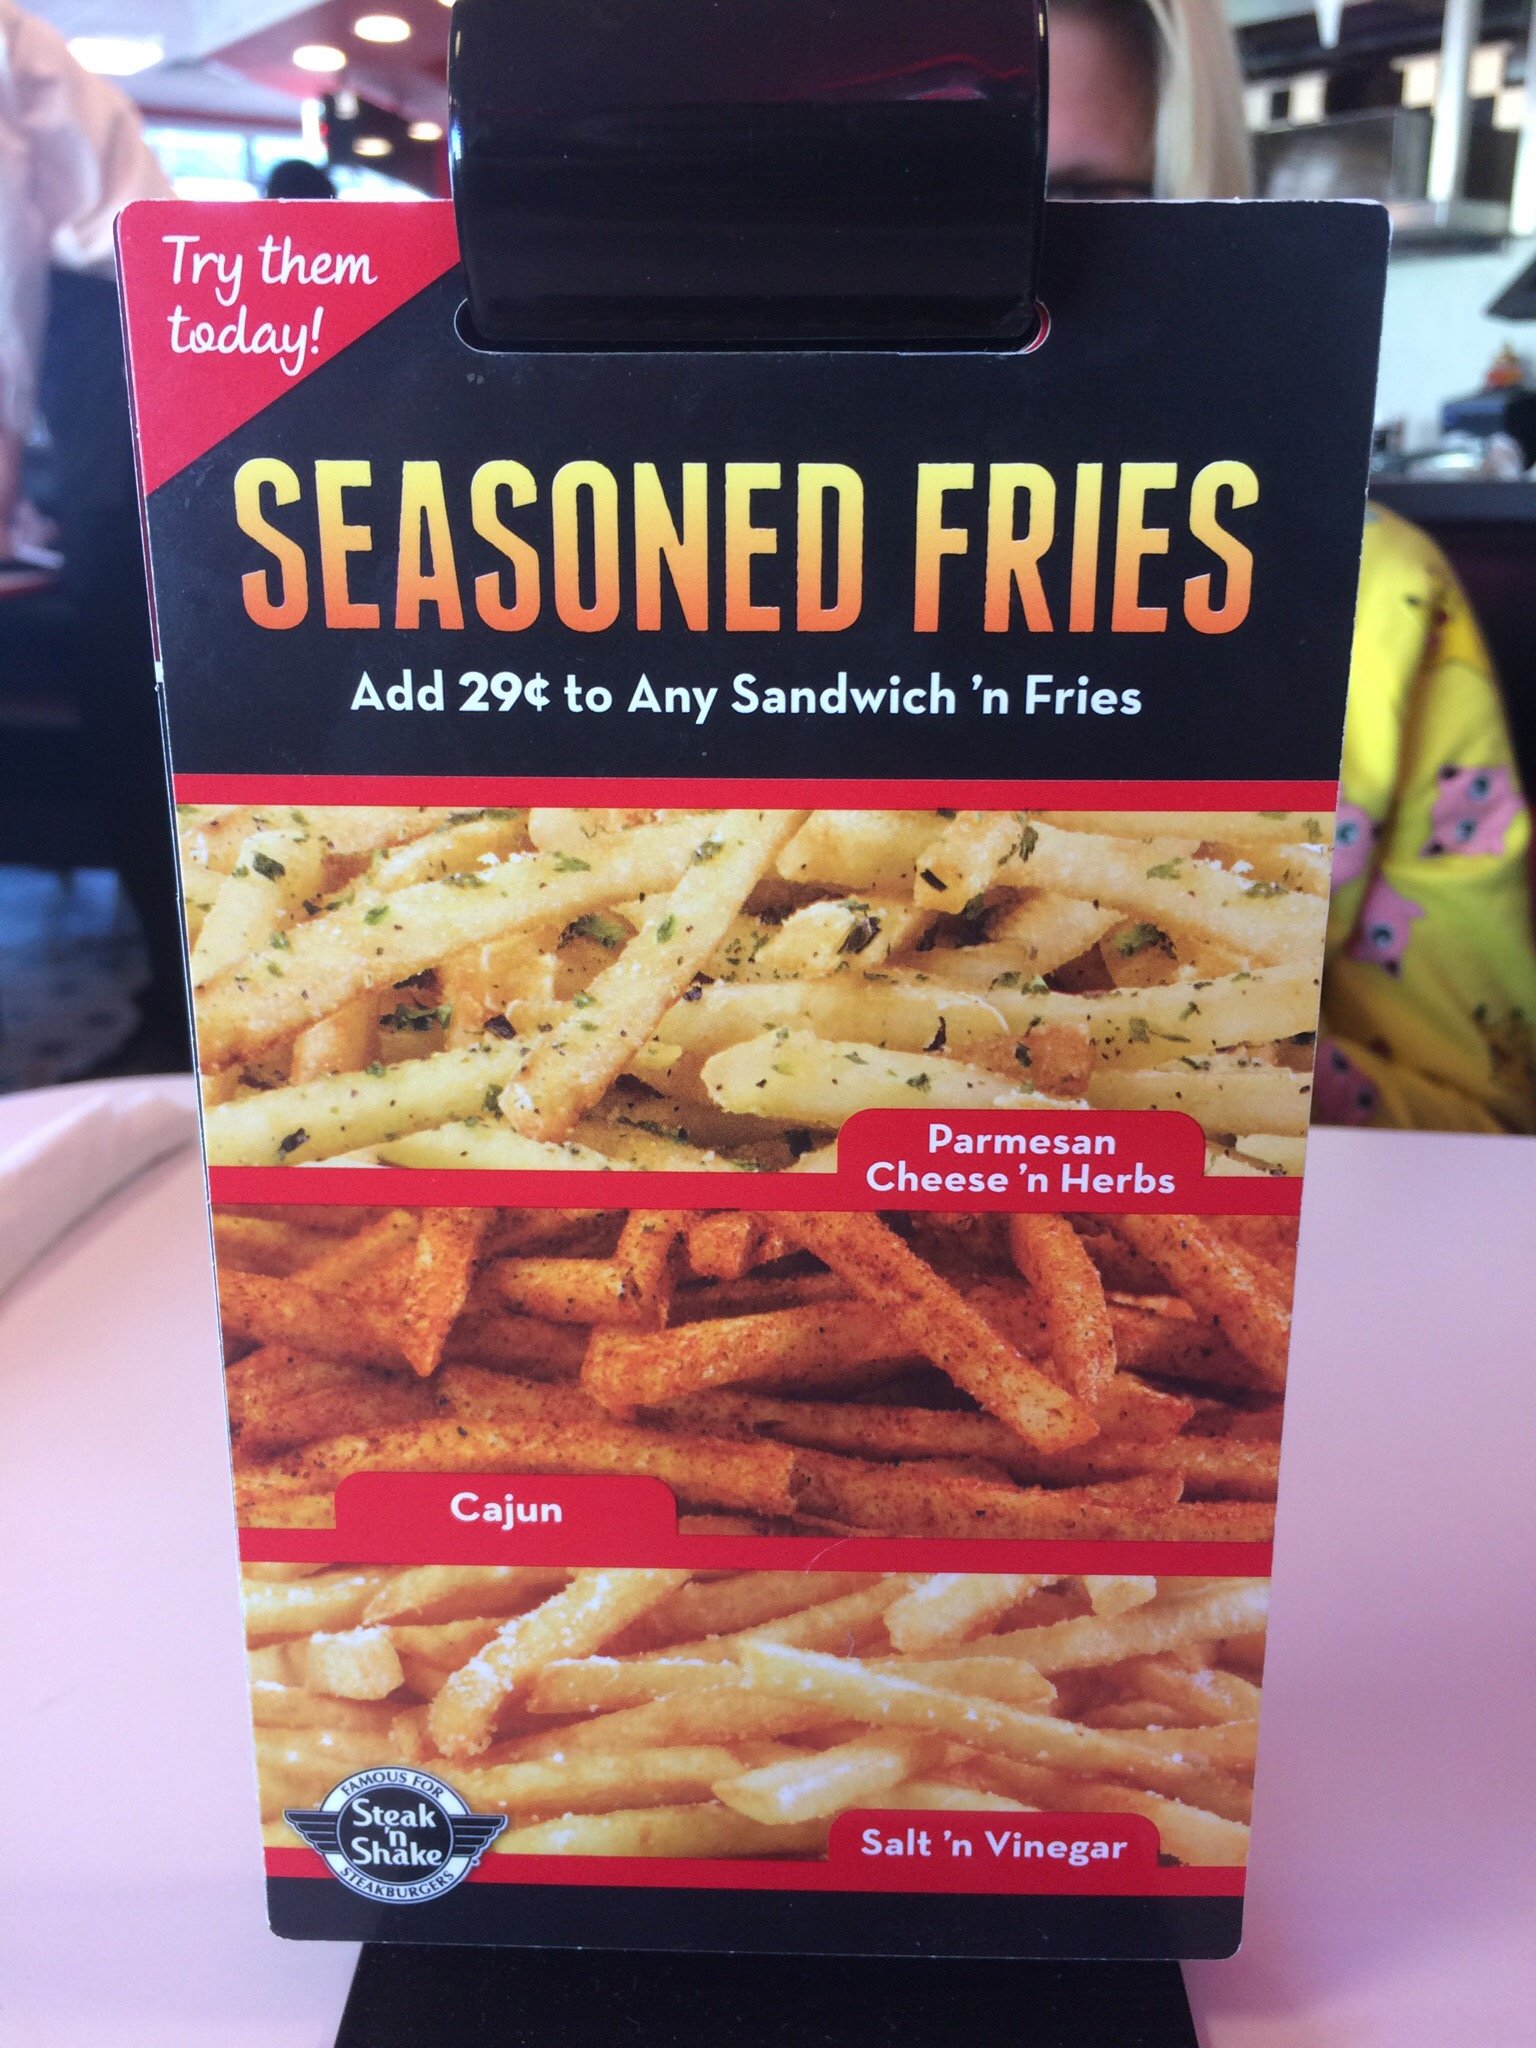 Try them
today!
SEASONED FRIES
Add 29¢ to Any Sandwich 'n Fries
Parmesan
Cheese 'n Herbs
Cajun
Salt 'n Vinegar
FAMOUS FOR
Steak
'n
Shake
STEAKBURGERS